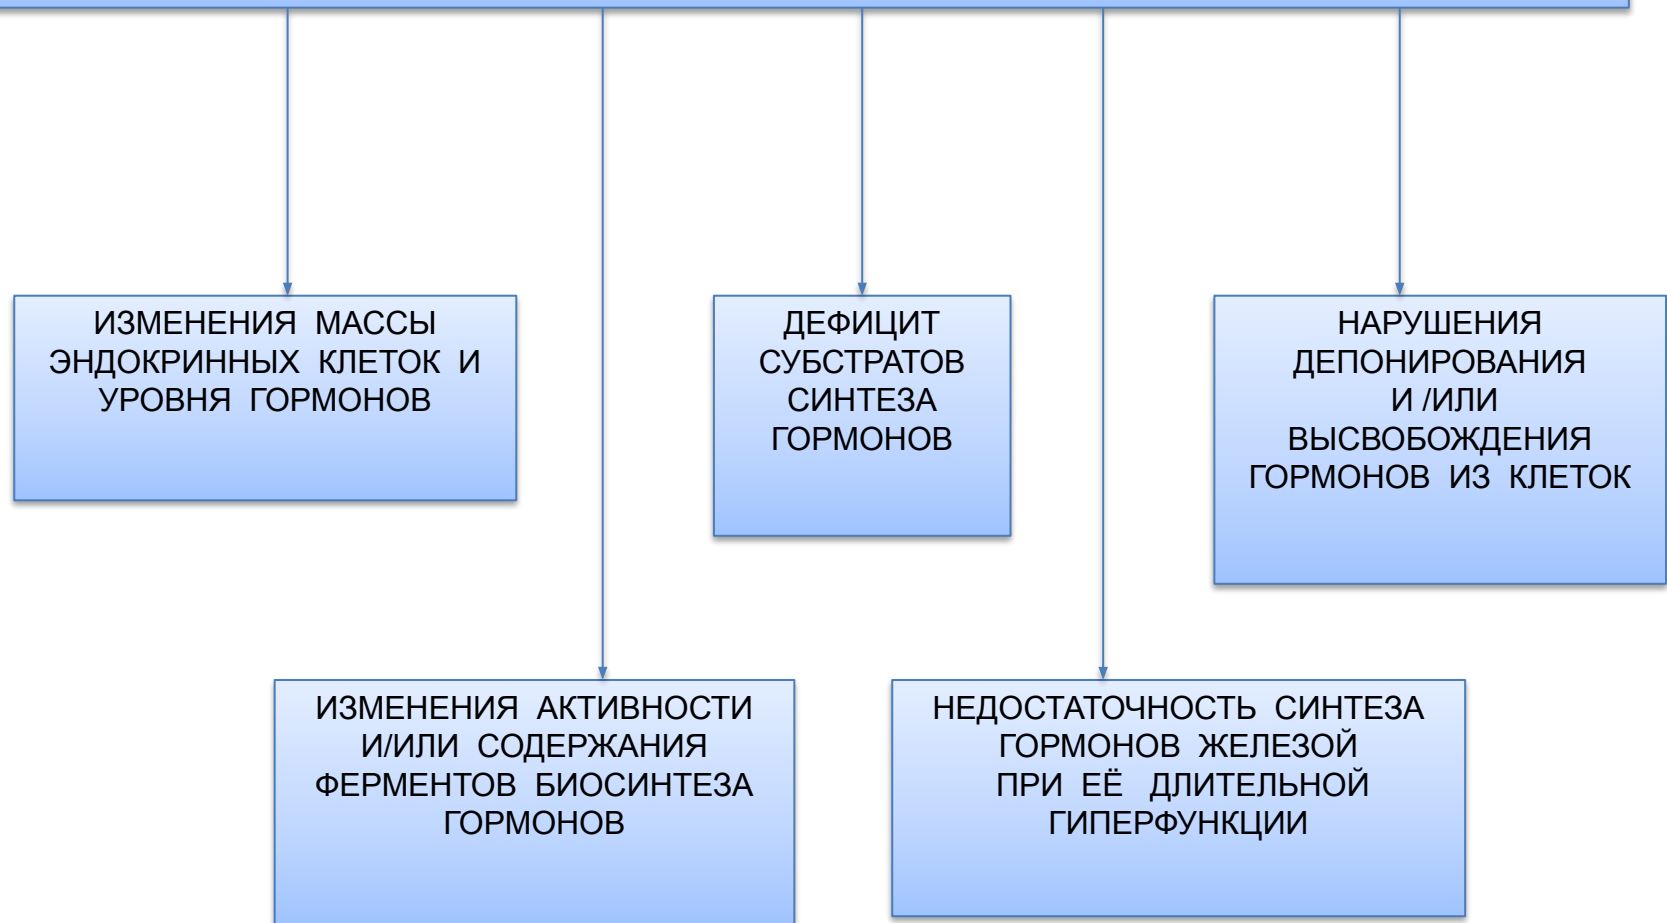 ИЗМЕНЕНИЯ МАССЫ
ЭНДОКРИННЫХ КЛЕТОК И
УРОВНЯ ГОРМОНОВ
ДЕФИЦИТ
СУБСТРАТОВ
СИНТЕЗА
ГОРМОНОВ
НАРУШЕНИЯ
ДЕПОНИРОВАНИЯ
И /ИЛИ
ВЫСВОБОЖДЕНИЯ
ГОРМОНОВ ИЗ КЛЕТОК
ИЗМЕНЕНИЯ АКТИВНОСТИ
И/ИЛИ СОДЕРЖАНИЯ
ФЕРМЕНТОВ БИОСИНТЕЗА
ГОРМОНОВ
НЕДОСТАТОЧНОСТЬ СИНТЕЗА
ГОРМОНОВ ЖЕЛЕЗОЙ
ПРИ ЕЁ ДЛИТЕЛЬНОЙ
ГИПЕРФУНКЦИИ